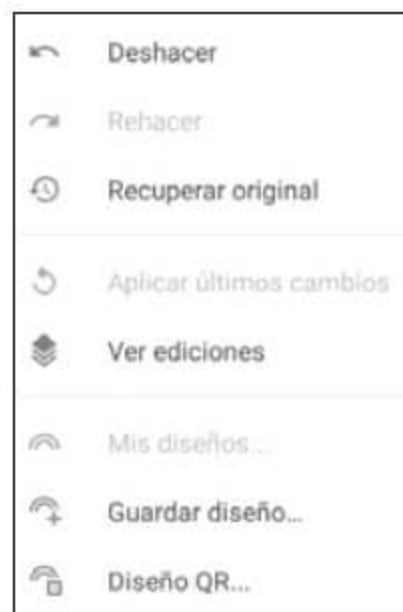 Deshacer
Rehacer
Recuperar original
Aplicar últimos cambios
Ver ediciones
Mis diseños...
Guardar diseño...
Diseño QR...